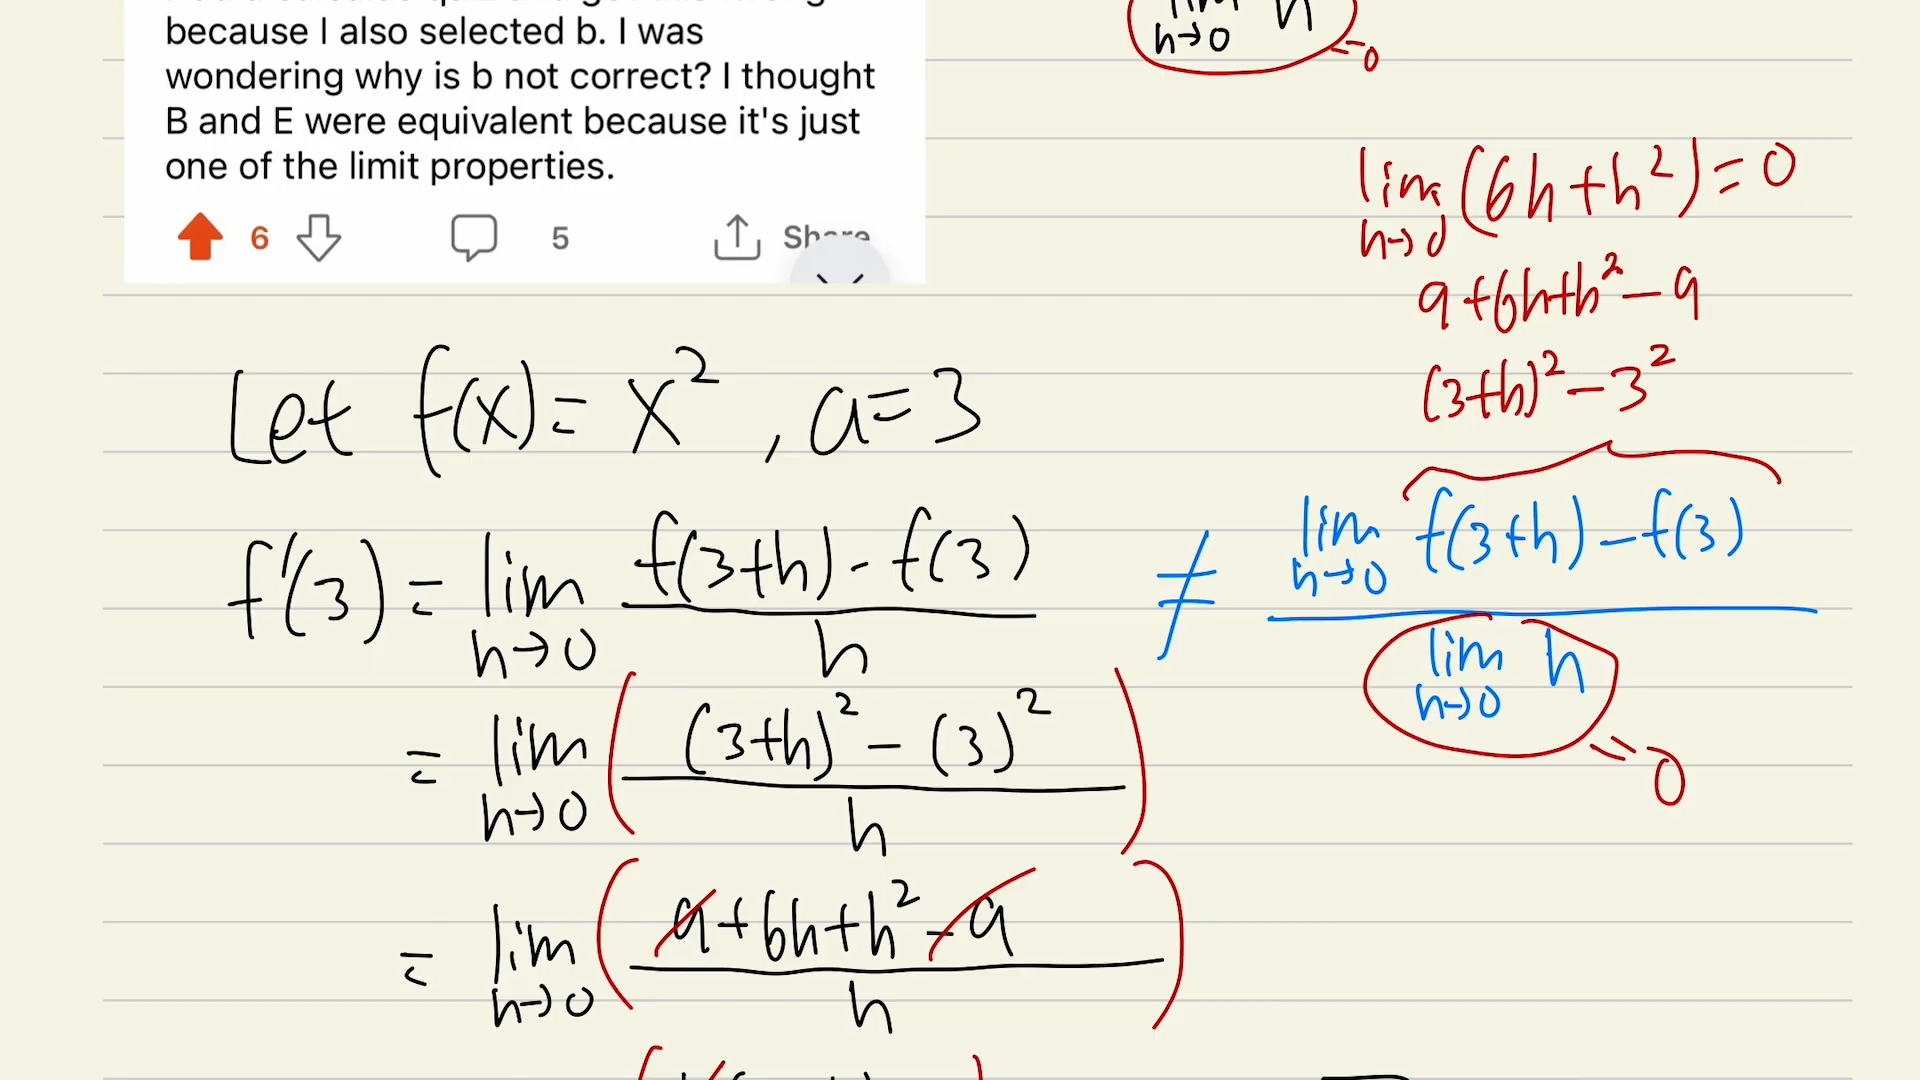 because I also selected b. I was
wondering why is b not correct? I thought
B and E were equivalent because it's just
one of the limit properties.
6 5 Share
h→0 h =0
lim (6h+h²)=0
h→0
9+6h+h²-9
(3+h)²-3²
Let f(x)= x² , a=3
f'(3) = lim f(3+h)-f(3) ≠ lim f(3+h)-f(3)
h→0 h h→0
lim h
h→0
=0
= lim ( (3+h)² - (3)² )
h→0 h
= lim ( 9+6h+h²-9 )
h→0 h